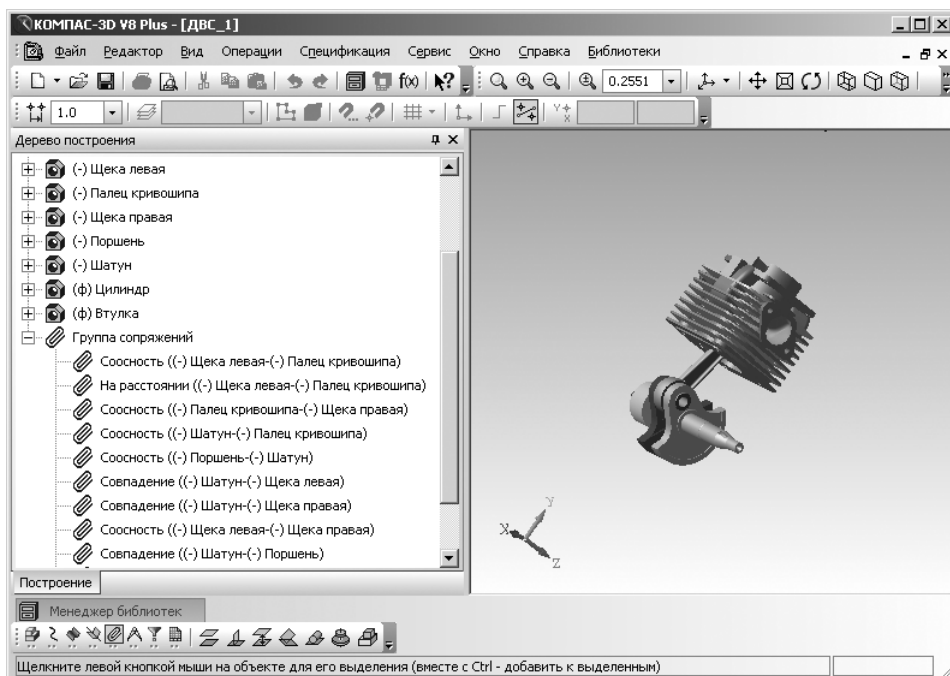 КОМПАС-3D V8 Plus - [ДВС_1]
Файл Редактор Вид Операции Спецификация Сервис Окно Справка Библиотеки
f(x) 0.2551
1.0
Дерево построения
(-) Щека левая
(-) Палец кривошипа
(-) Щека правая
(-) Поршень
(-) Шатун
(ф) Цилиндр
(ф) Втулка
Группа сопряжений
Соосность ((-) Щека левая-(-) Палец кривошипа)
На расстоянии ((-) Щека левая-(-) Палец кривошипа)
Соосность ((-) Палец кривошипа-(-) Щека правая)
Соосность ((-) Шатун-(-) Палец кривошипа)
Соосность ((-) Поршень-(-) Шатун)
Совпадение ((-) Шатун-(-) Щека левая)
Совпадение ((-) Шатун-(-) Щека правая)
Соосность ((-) Щека левая-(-) Щека правая)
Совпадение ((-) Шатун-(-) Поршень)
Y
X
Z
Построение
Менеджер библиотек
Щелкните левой кнопкой мыши на объекте для его выделения (вместе с Ctrl - добавить к выделенным)